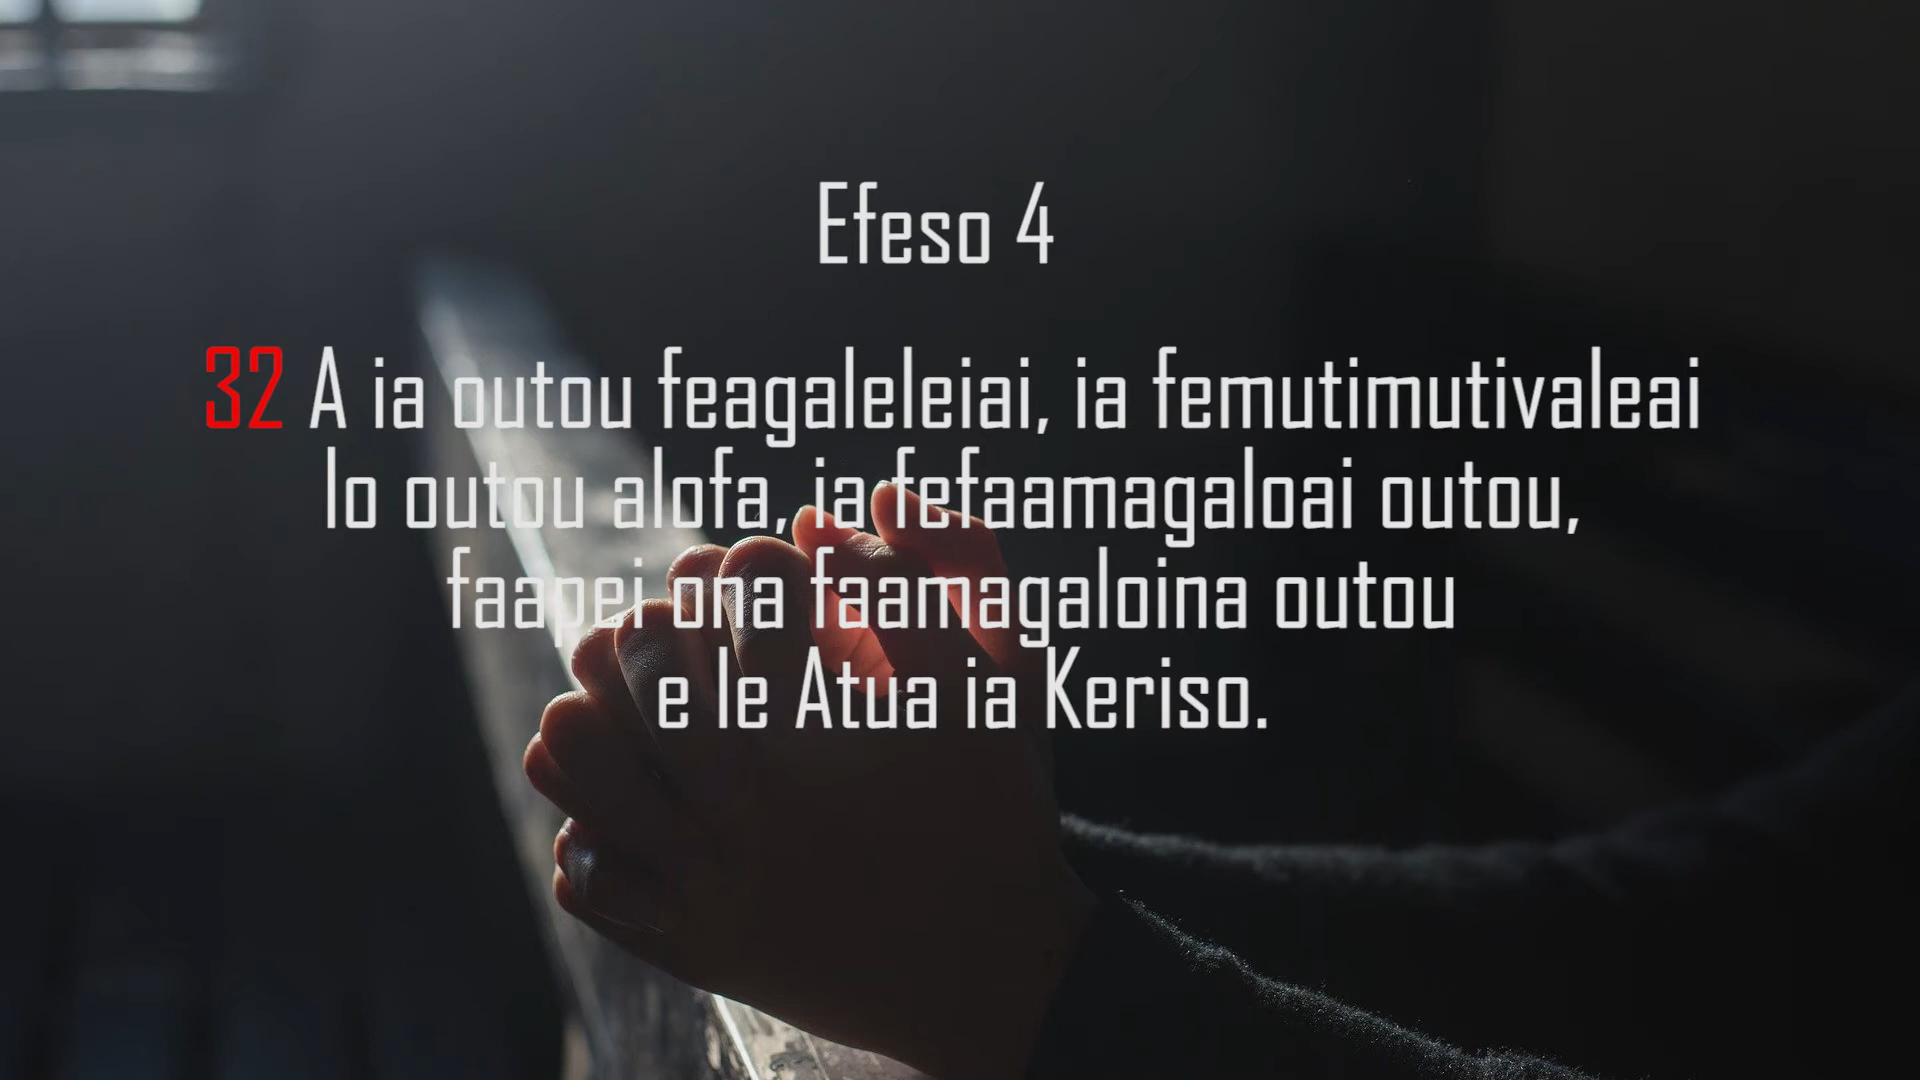 Efeso 4
32 A ia outou feagaleleiai, ia femutimutivaleai
lo outou alofa, ia fefaamagaloai outou,
faapei ona faamagaloina outou
e le Atua ia Keriso.